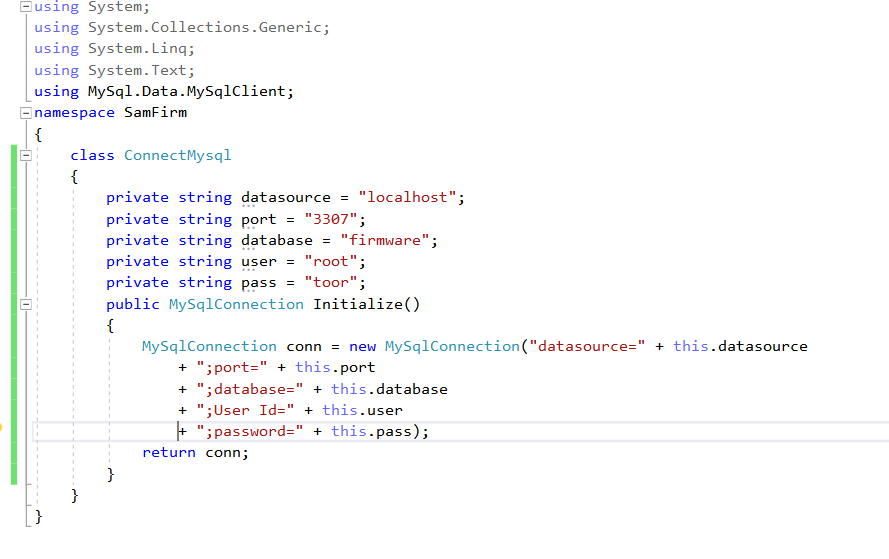 using System;
using System.Collections.Generic;
using System.Linq;
using System.Text;
using MySql.Data.MySqlClient;
namespace SamFirm
{
    class ConnectMysql
    {
        private string datasource = "localhost";
        private string port = "3307";
        private string database = "firmware";
        private string user = "root";
        private string pass = "toor";
        public MySqlConnection Initialize()
        {
            MySqlConnection conn = new MySqlConnection("datasource=" + this.datasource
                + ";port=" + this.port
                + ";database=" + this.database
                + ";User Id=" + this.user
                + ";password=" + this.pass);
            return conn;
        }
    }
}